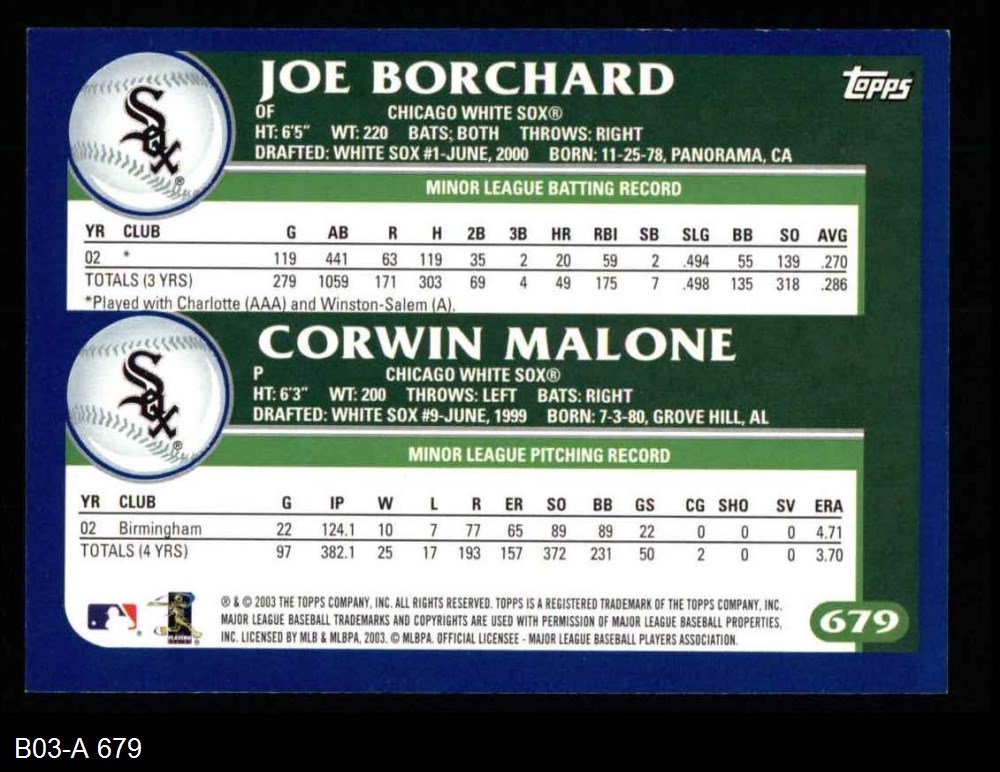 JOE BORCHARD
Topps
OF CHICAGO WHITE SOX®
HT: 6'5" WT: 220 BATS: BOTH THROWS: RIGHT
DRAFTED: WHITE SOX #1-JUNE, 2000 BORN: 11-25-78, PANORAMA, CA
Sox
®
MINOR LEAGUE BATTING RECORD
YR CLUB G AB R H 2B 3B HR RBI SB SLG BB SO AVG
02 * 119 441 63 119 35 2 20 59 2 .494 55 139 .270
TOTALS (3 YRS) 279 1059 171 303 69 4 49 175 7 .498 135 318 .286
*Played with Charlotte (AAA) and Winston-Salem (A).
CORWIN MALONE
P CHICAGO WHITE SOX®
HT: 6'3" WT: 200 THROWS: LEFT BATS: RIGHT
DRAFTED: WHITE SOX #9-JUNE, 1999 BORN: 7-3-80, GROVE HILL, AL
Sox
®
MINOR LEAGUE PITCHING RECORD
YR CLUB G IP W L R ER SO BB GS CG SHO SV ERA
02 Birmingham 22 124.1 10 7 77 65 89 89 22 0 0 0 4.71
TOTALS (4 YRS) 97 382.1 25 17 193 157 372 231 50 2 0 0 3.70
® & © 2003 THE TOPPS COMPANY, INC. ALL RIGHTS RESERVED. TOPPS IS A REGISTERED TRADEMARK OF THE TOPPS COMPANY, INC.
MAJOR LEAGUE BASEBALL TRADEMARKS AND COPYRIGHTS ARE USED WITH PERMISSION OF MAJOR LEAGUE BASEBALL PROPERTIES,
INC. LICENSED BY MLB & MLBPA, 2003. © MLBPA. OFFICIAL LICENSEE - MAJOR LEAGUE BASEBALL PLAYERS ASSOCIATION.
PLAYERS
679
B03-A 679